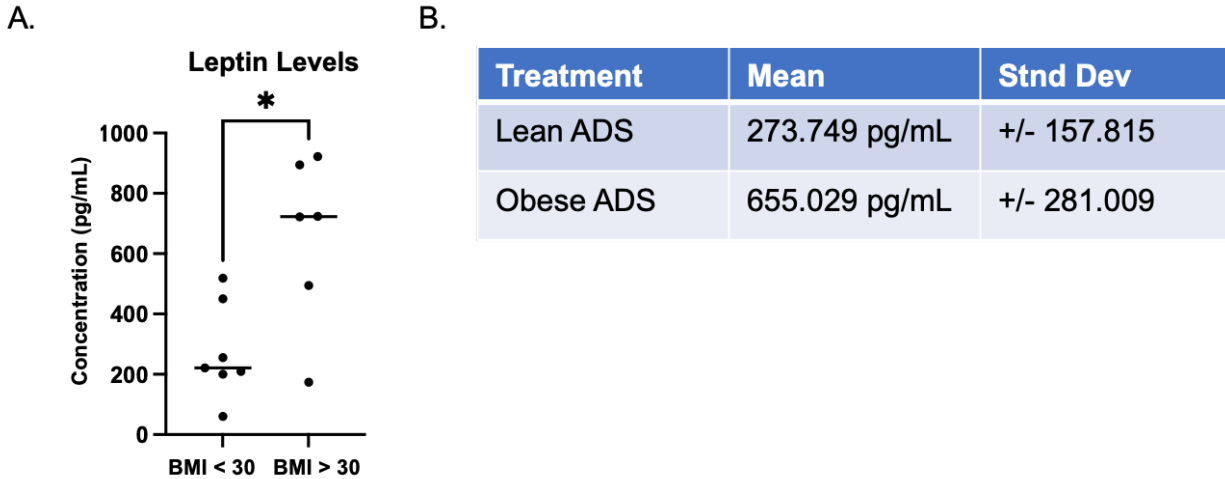 A.
Leptin Levels
*
Concentration (pg/mL)
1000
800
600
400
200
0
BMI < 30 BMI > 30
B.
Treatment Mean Stnd Dev
Lean ADS 273.749 pg/mL +/- 157.815
Obese ADS 655.029 pg/mL +/- 281.009